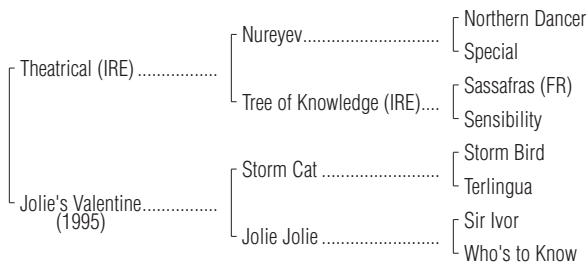 Northern Dancer
Nureyev..................................
Special
Theatrical (IRE) ................
Sassafras (FR)
Tree of Knowledge (IRE)....
Sensibility
Storm Bird
Storm Cat .............................
Terlingua
Jolie's Valentine...............
(1995)
Sir Ivor
Jolie Jolie .............................
Who's to Know